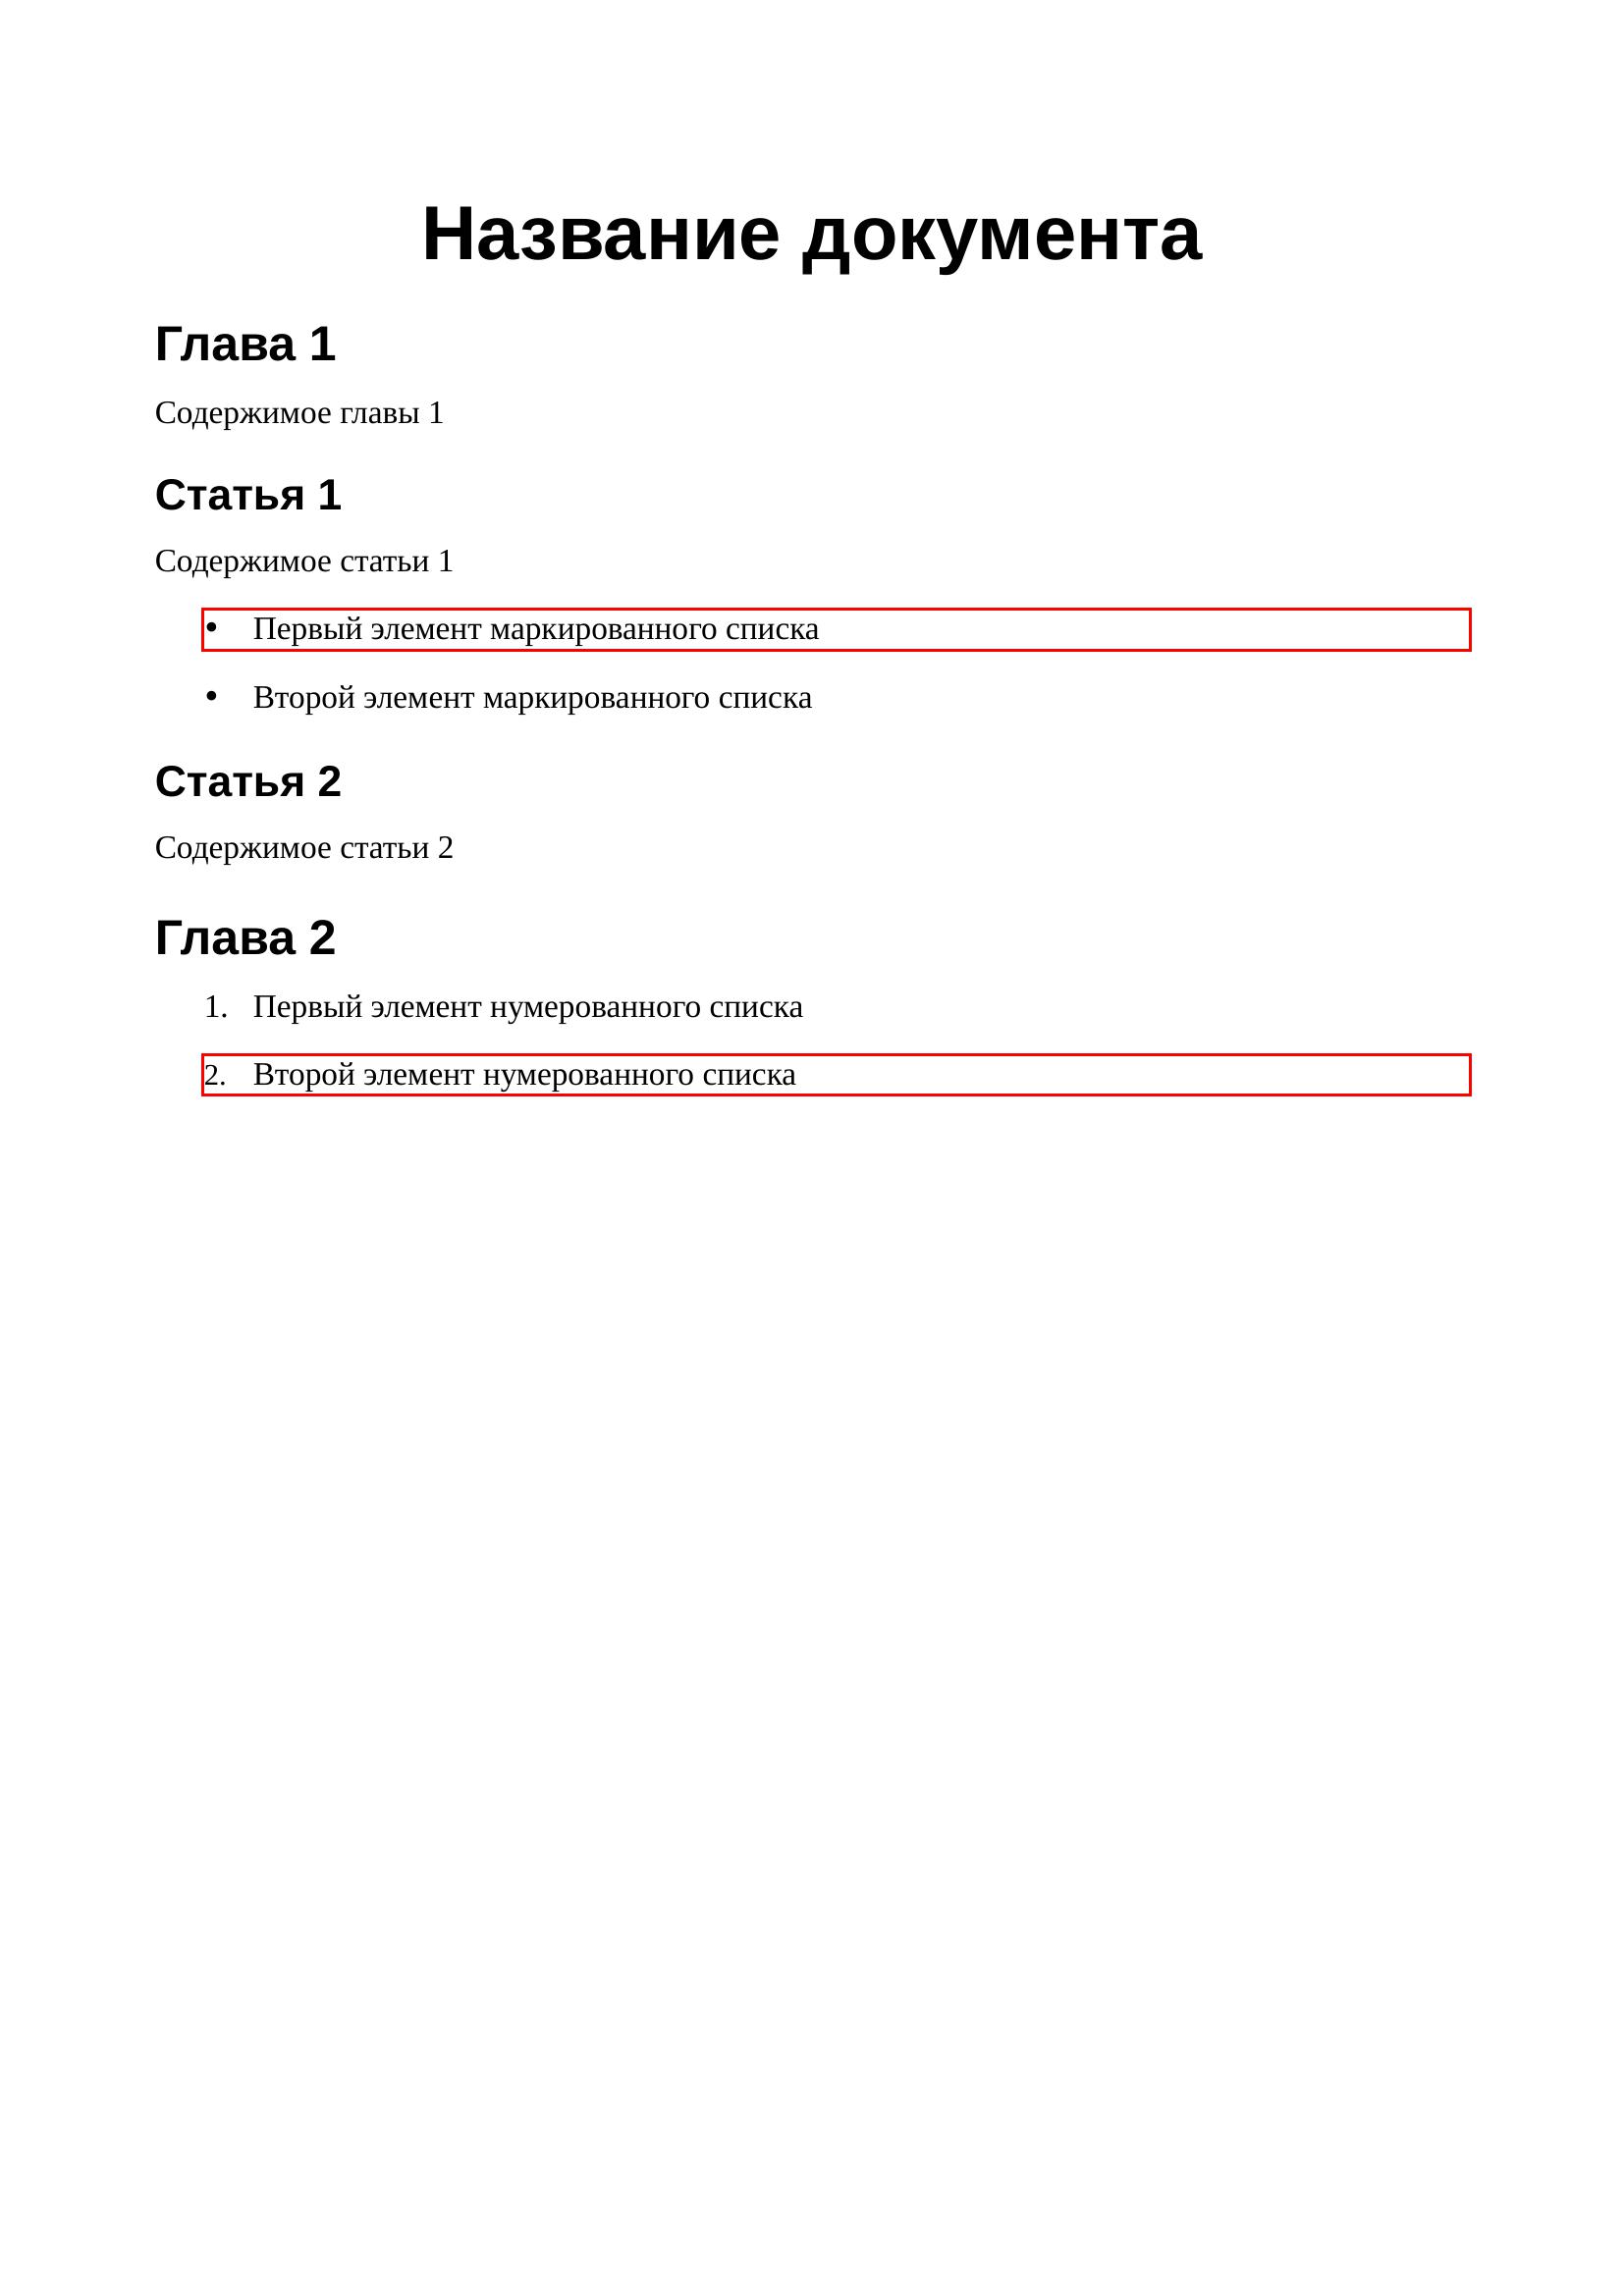 Название документа
Глава 1
Содержимое главы 1
Статья 1
Содержимое статьи 1
• Первый элемент маркированного списка
• Второй элемент маркированного списка
Статья 2
Содержимое статьи 2
Глава 2
1. Первый элемент нумерованного списка
2. Второй элемент нумерованного списка